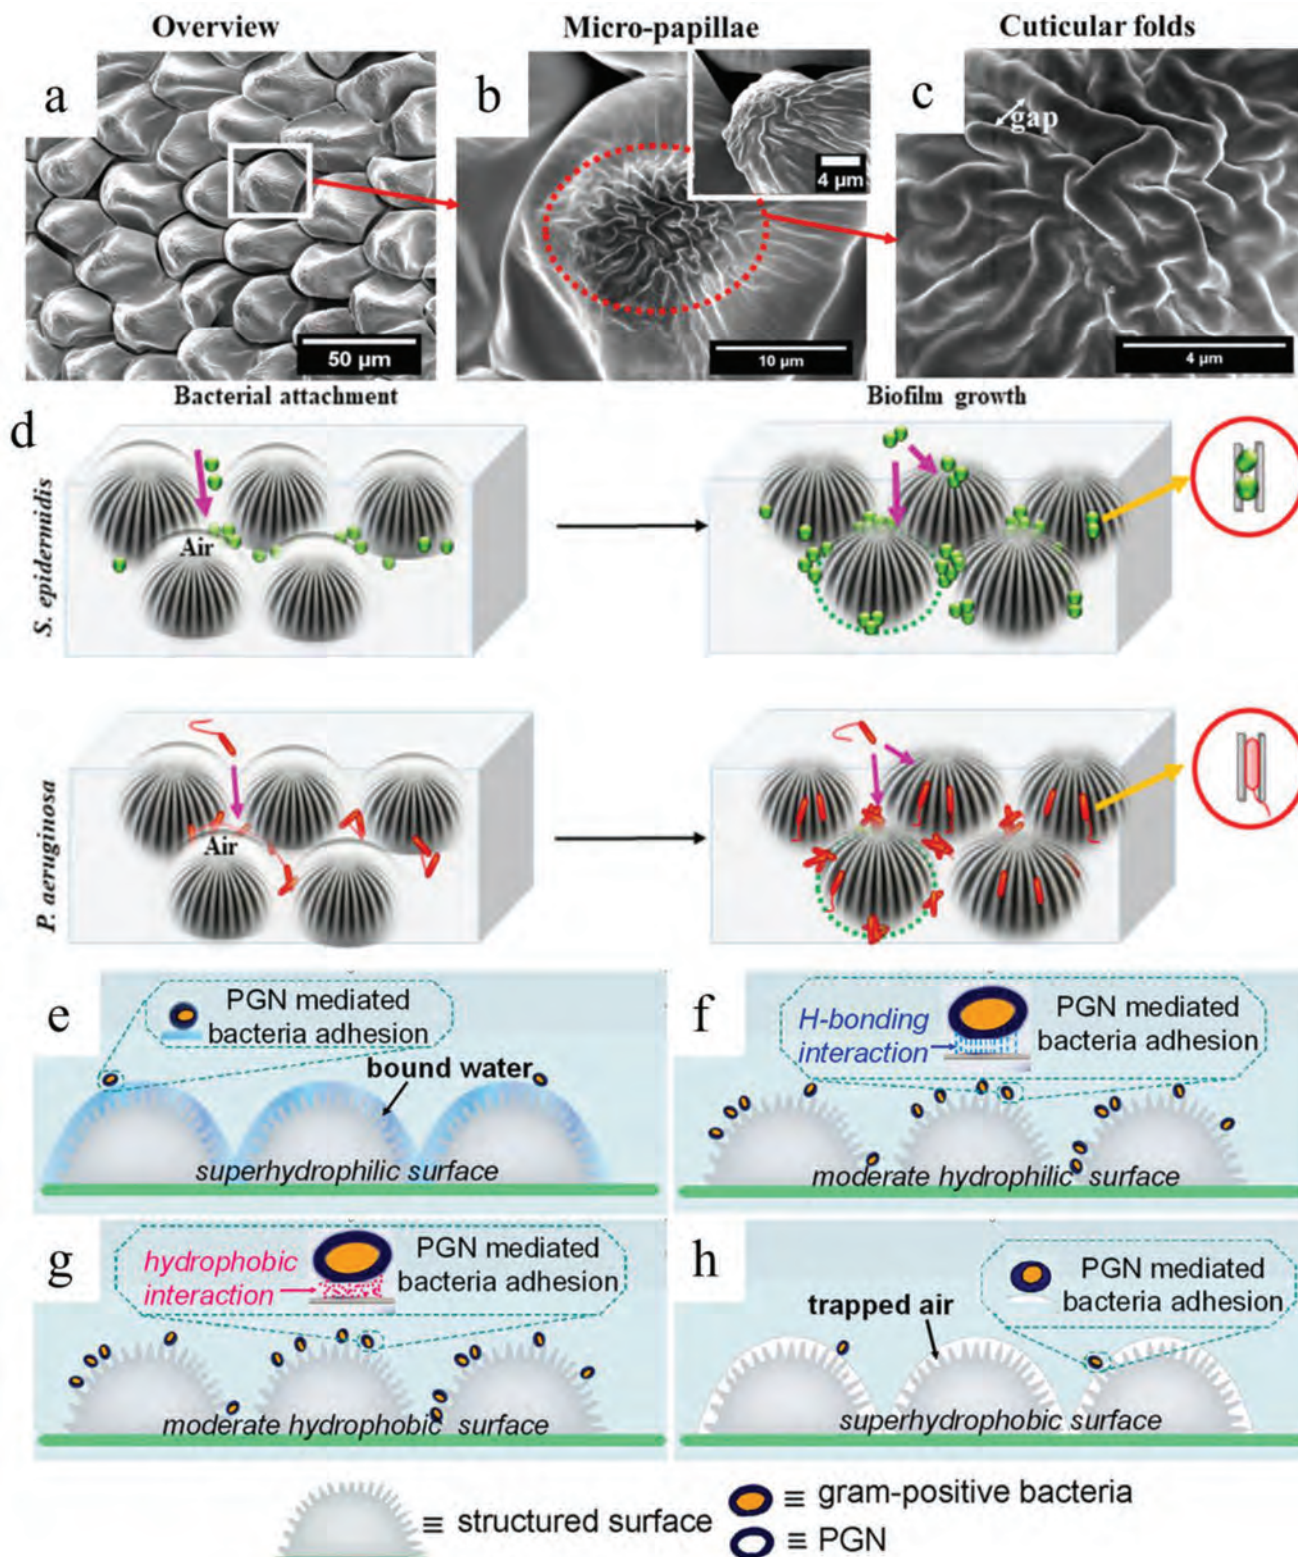 Overview
Micro-papillae
Cuticular folds
a
b
c
gap
4 μm
50 μm
10 μm
4 μm
Bacterial attachment
Biofilm growth
d
S. epidermidis
Air
P. aeruginosa
Air
e
PGN mediated
bacteria adhesion
bound water
superhydrophilic surface
f
H-bonding
interaction
PGN mediated
bacteria adhesion
moderate hydrophilic surface
g
hydrophobic
interaction
PGN mediated
bacteria adhesion
moderate hydrophobic surface
h
PGN mediated
bacteria adhesion
trapped air
superhydrophobic surface
≡ structured surface
≡ gram-positive bacteria
≡ PGN